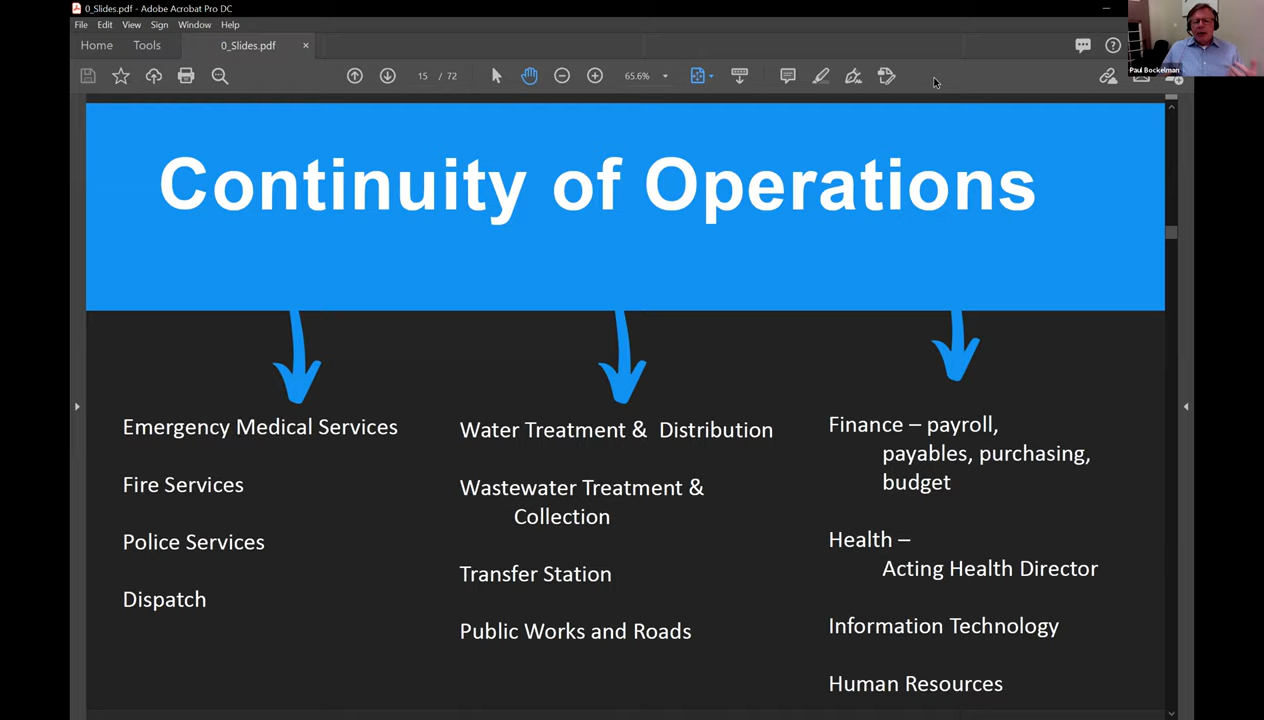 0_Slides.pdf - Adobe Acrobat Pro DC
File Edit View Sign Window Help
Home Tools 0_Slides.pdf ×
15 / 72 65.6%
Paul Bockelman
Continuity of Operations
Emergency Medical Services
Fire Services
Police Services
Dispatch
Water Treatment & Distribution
Wastewater Treatment &
Collection
Transfer Station
Public Works and Roads
Finance – payroll,
payables, purchasing,
budget
Health –
Acting Health Director
Information Technology
Human Resources